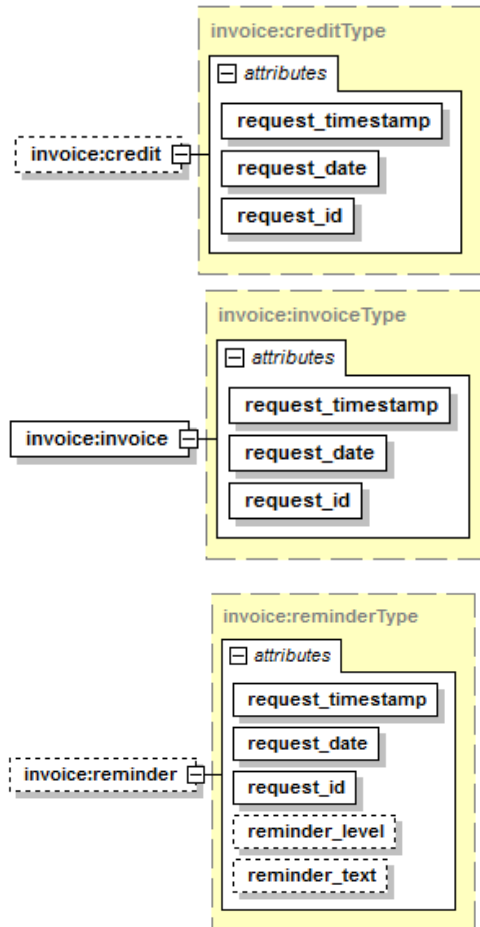 invoice:creditType
attributes
request_timestamp
invoice:credit
request_date
request_id
invoice:invoiceType
attributes
request_timestamp
invoice:invoice
request_date
request_id
invoice:reminderType
attributes
request_timestamp
request_date
invoice:reminder
request_id
reminder_level
reminder_text